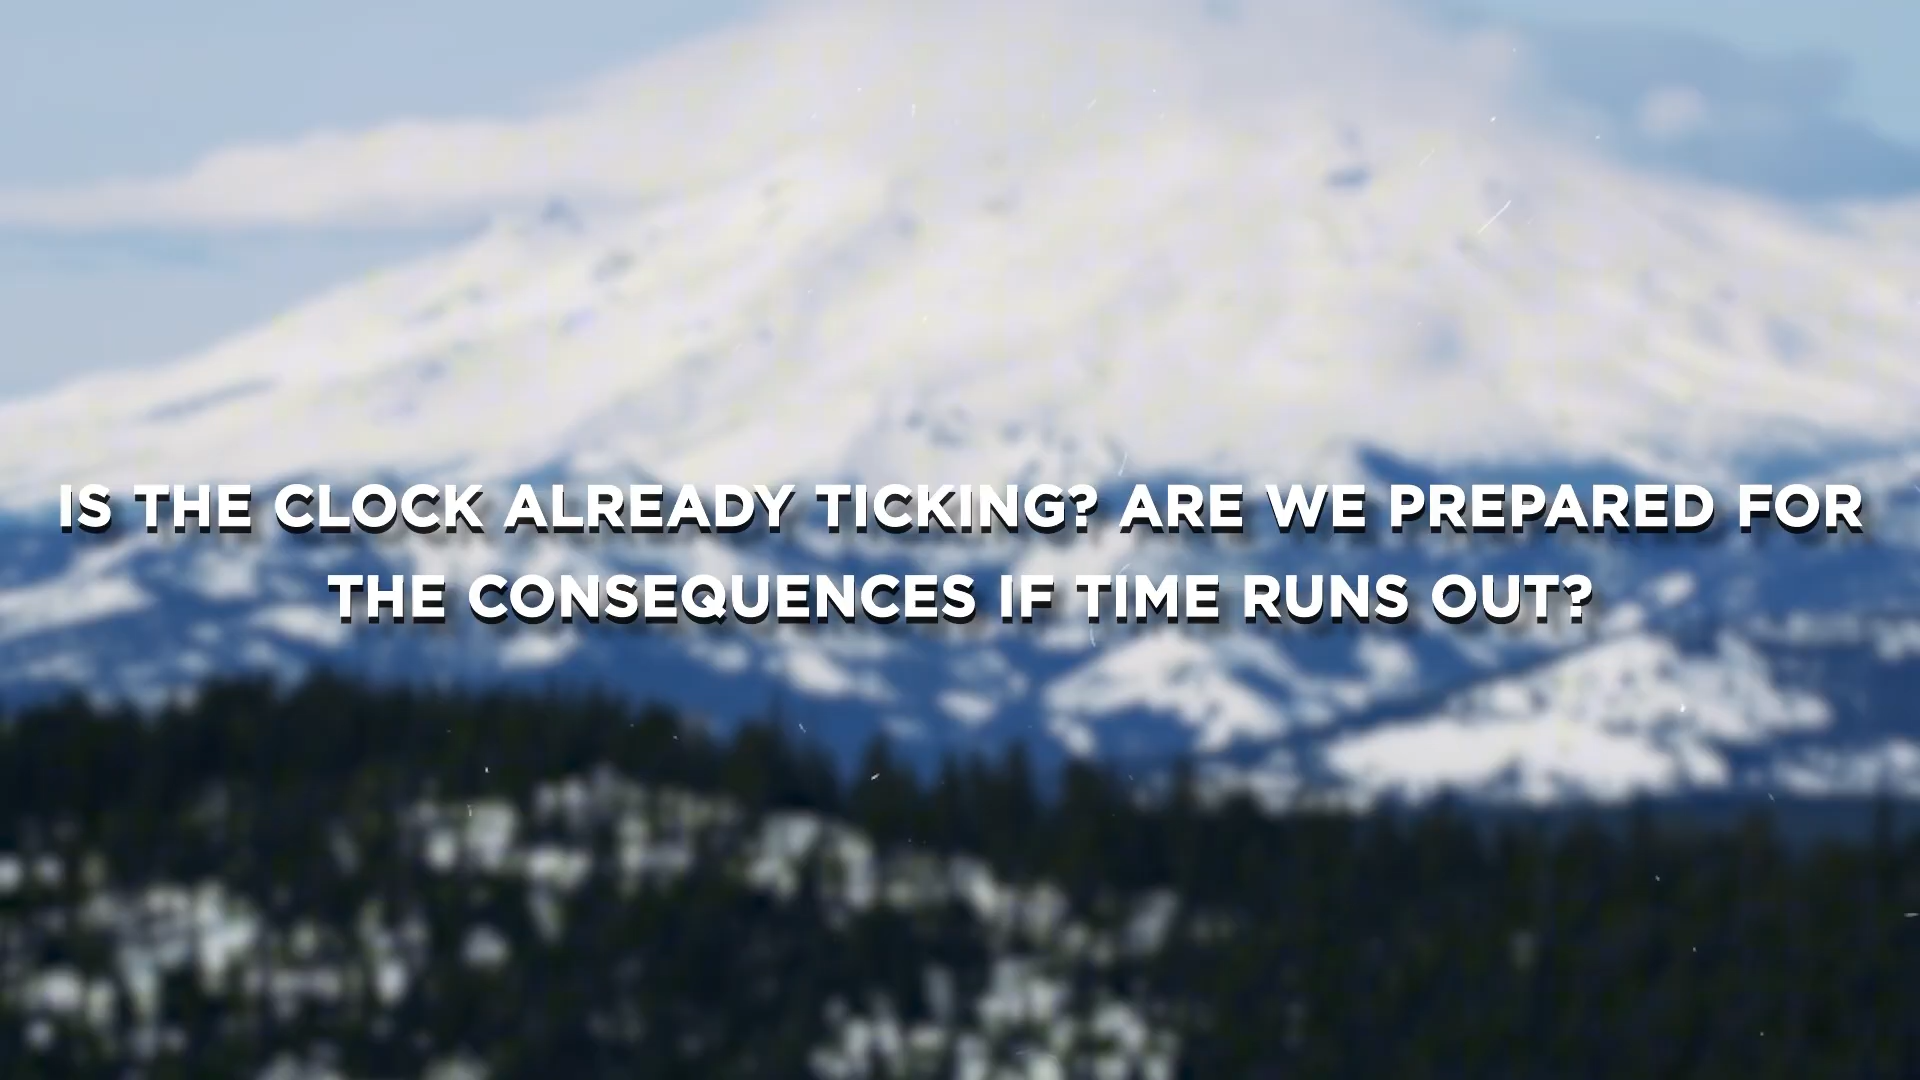 IS THE CLOCK ALREADY TICKING? ARE WE PREPARED FOR
THE CONSEQUENCES IF TIME RUNS OUT?